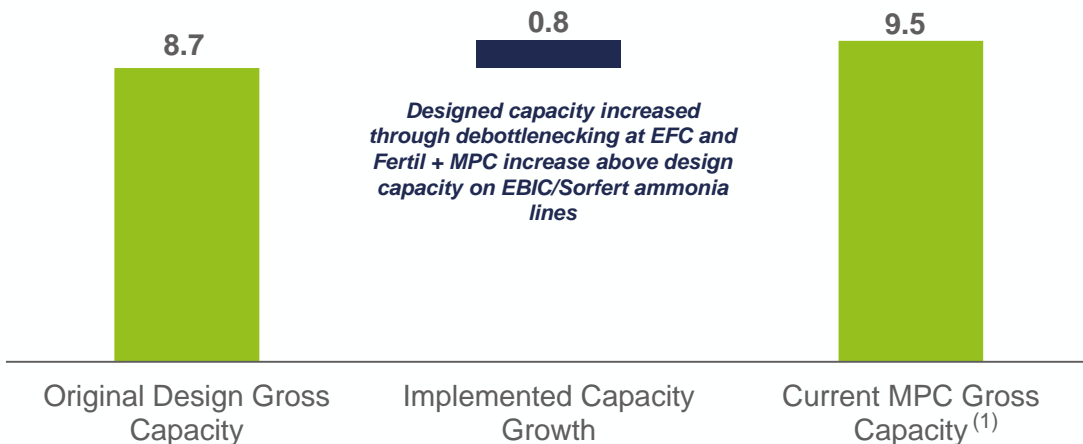 8.7
0.8
9.5
Designed capacity increased
through debottlenecking at EFC and
Fertil + MPC increase above design
capacity on EBIC/Sorfert ammonia
lines
Original Design Gross
Capacity
Implemented Capacity
Growth
Current MPC Gross
Capacity (1)